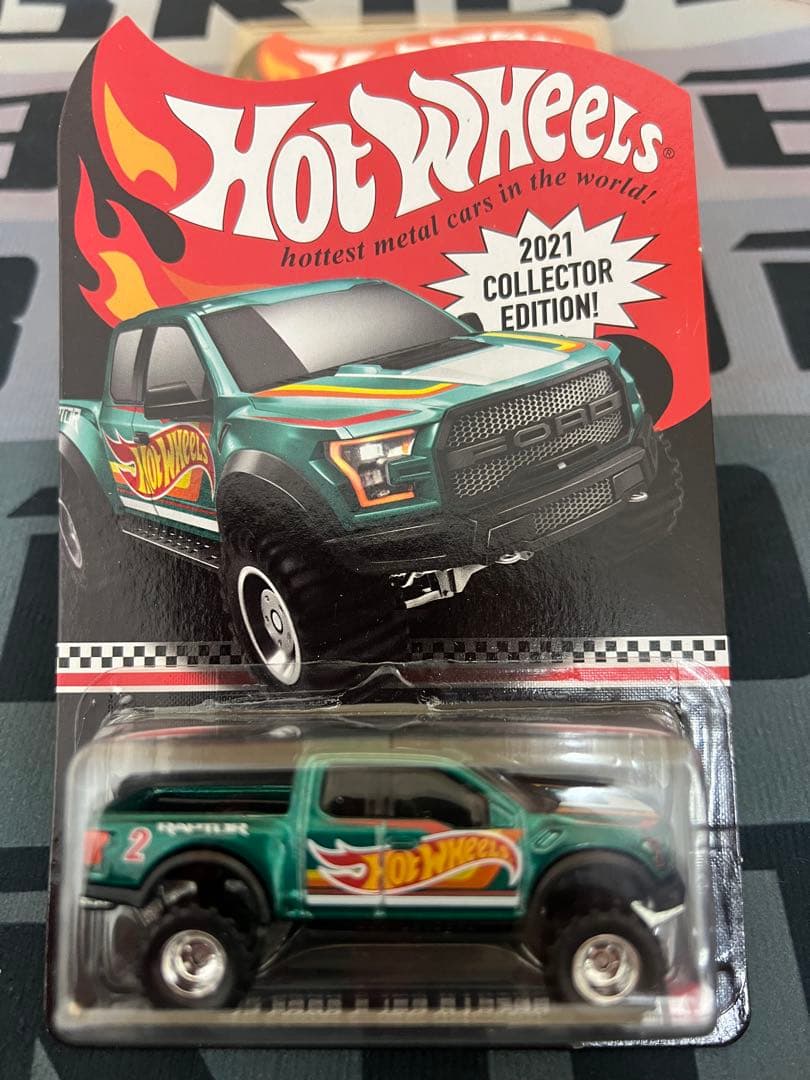 HOT WHEELS®
hottest metal cars in the world!
2021
COLLECTOR
EDITION!
FORD
HOT WHEELS
2 RAPTOR
HOT WHEELS